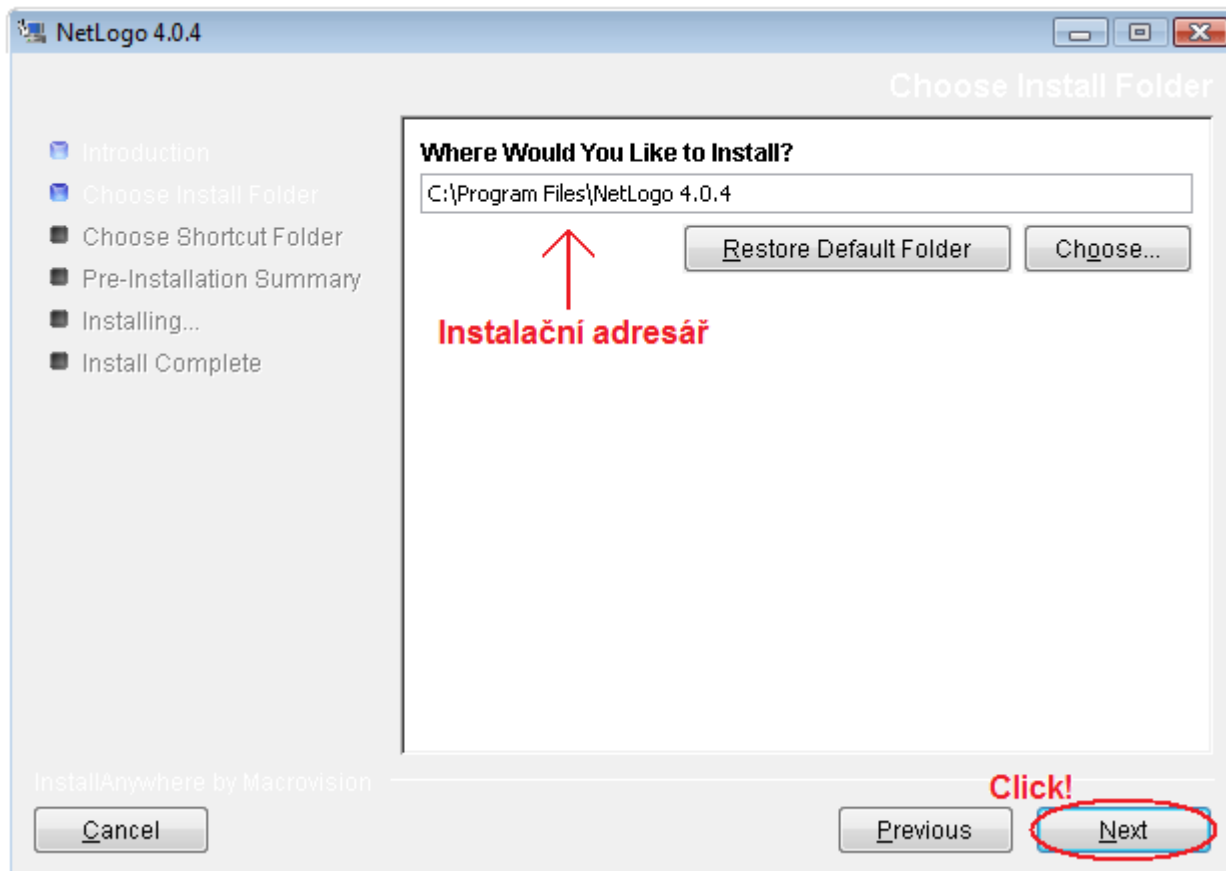 NetLogo 4.0.4
Choose Install Folder
Introduction
Choose Install Folder
Choose Shortcut Folder
Pre-Installation Summary
Installing...
Install Complete
Where Would You Like to Install?
C:\Program Files\NetLogo 4.0.4
Restore Default Folder
Choose...
Instalační adresář
InstallAnywhere by Macrovision
Click!
Cancel
Previous
Next